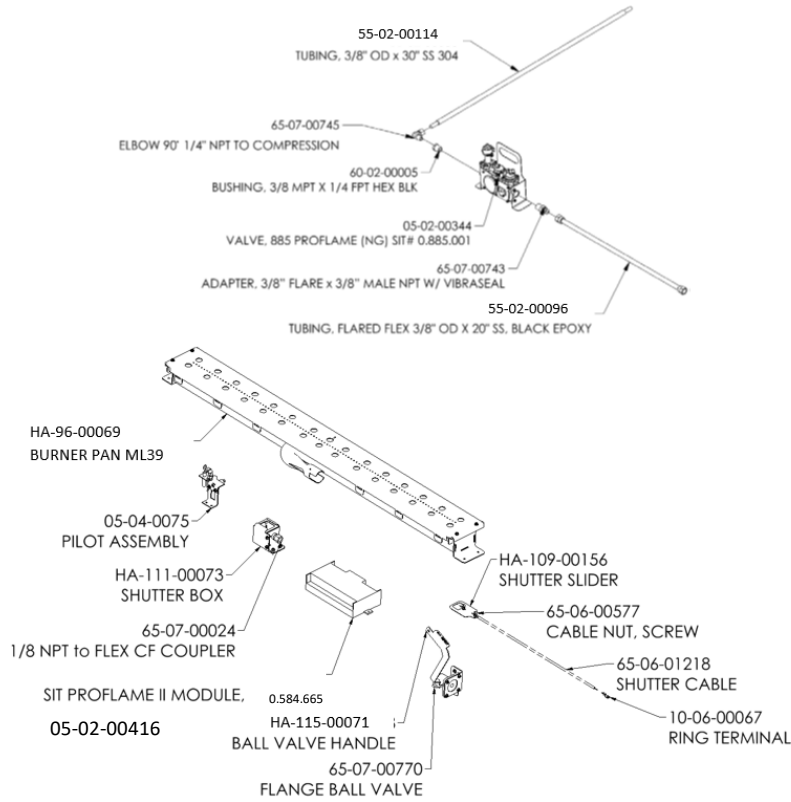 55-02-00114
TUBING, 3/8" OD x 30" SS 304
65-07-00745
ELBOW 90' 1/4" NPT TO COMPRESSION
60-02-00005
BUSHING, 3/8 MPT X 1/4 FPT HEX BLK
05-02-00344
VALVE, 885 PROFLAME (NG) SIT# 0.885.001
65-07-00743
ADAPTER, 3/8" FLARE x 3/8" MALE NPT W/ VIBRASEAL
55-02-00096
TUBING, FLARED FLEX 3/8" OD X 20" SS, BLACK EPOXY
HA-96-00069
BURNER PAN ML39
05-04-0075
PILOT ASSEMBLY
HA-111-00073
SHUTTER BOX
65-07-00024
1/8 NPT to FLEX CF COUPLER
SIT PROFLAME II MODULE, 0.584.665
05-02-00416
HA-115-00071
BALL VALVE HANDLE
65-07-00770
FLANGE BALL VALVE
HA-109-00156
SHUTTER SLIDER
65-06-00577
CABLE NUT, SCREW
65-06-01218
SHUTTER CABLE
10-06-00067
RING TERMINAL